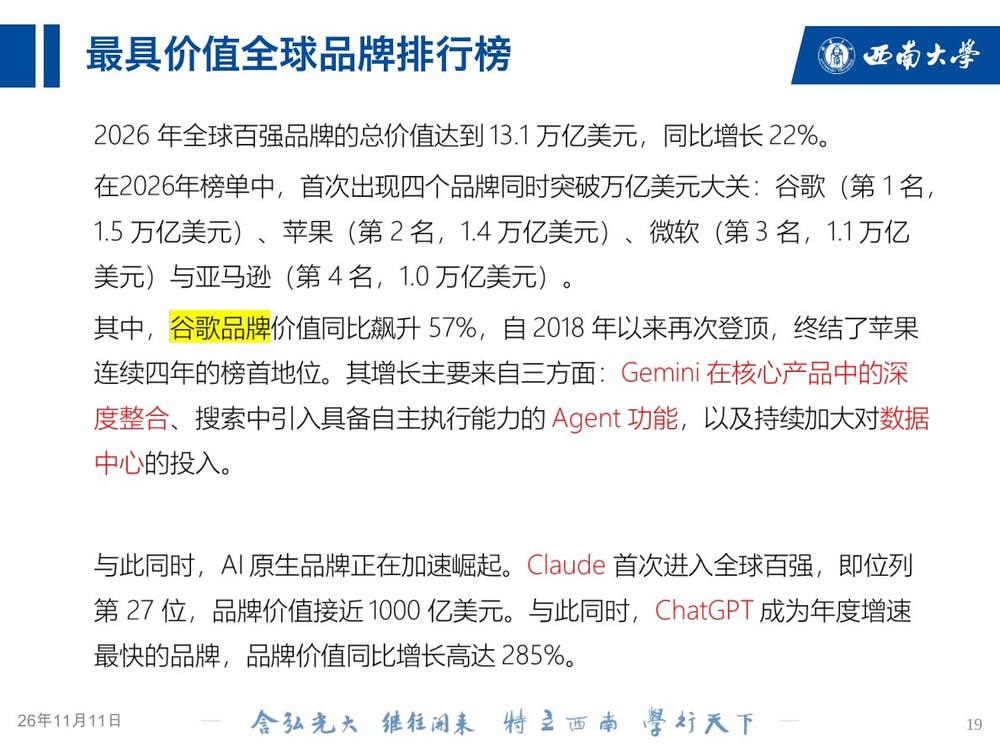 最具价值全球品牌排行榜
西南大学
2026 年全球百强品牌的总价值达到 13.1 万亿美元，同比增长 22%。
在2026年榜单中，首次出现四个品牌同时突破万亿美元大关：谷歌（第 1 名，
1.5 万亿美元）、苹果（第 2 名，1.4 万亿美元）、微软（第 3 名，1.1 万亿
美元）与亚马逊（第 4 名，1.0 万亿美元）。
其中，谷歌品牌价值同比飙升 57%，自 2018 年以来再次登顶，终结了苹果
连续四年的榜首地位。其增长主要来自三方面：Gemini 在核心产品中的深
度整合、搜索中引入具备自主执行能力的 Agent 功能，以及持续加大对数据
中心的投入。
与此同时，AI 原生品牌正在加速崛起。Claude 首次进入全球百强，即位列
第 27 位，品牌价值接近 1000 亿美元。与此同时，ChatGPT 成为年度增速
最快的品牌，品牌价值同比增长高达 285%。
26年11月11日
含弘光大 继往开来 特立西南 學行天下
19